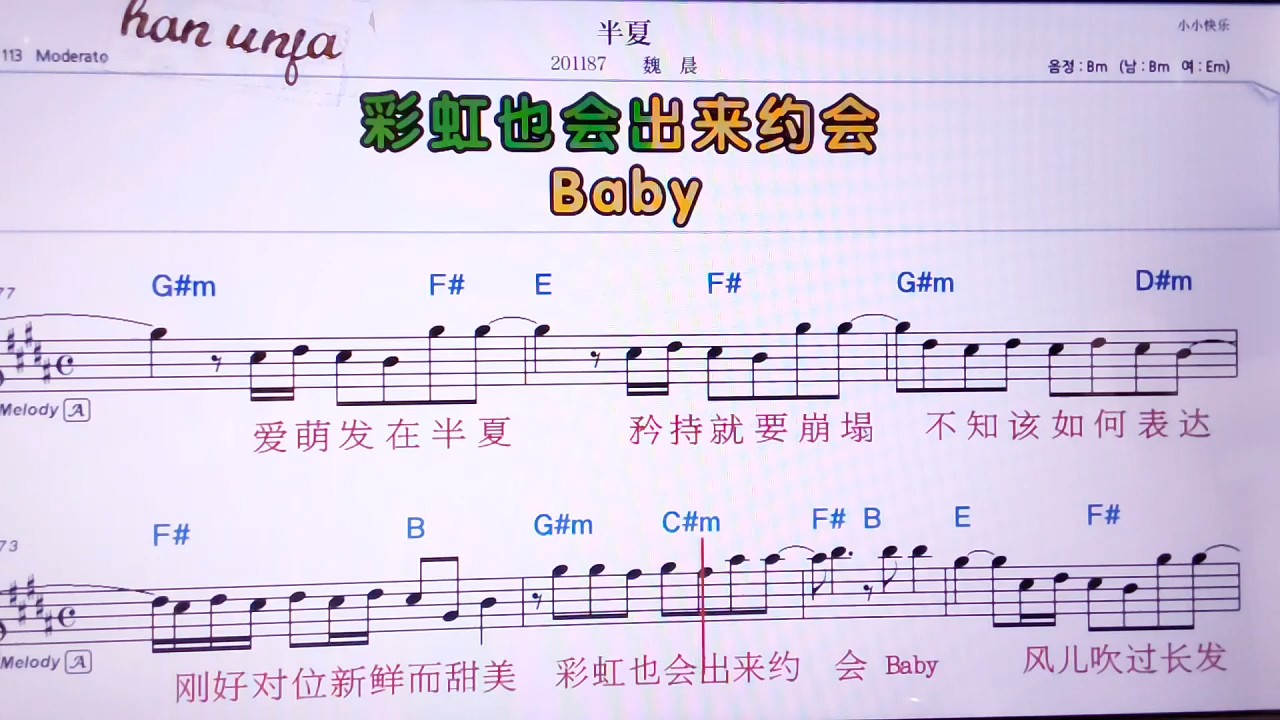 han unja
半夏
小小快乐
113 Moderato
201187 魏 晨
음정 : Bm (남 : Bm 여 : Em)
彩虹也会出来约会
Baby
G#m F# E F# G#m D#m
77
Melody A
爱萌发在半夏 矜持就要崩塌 不知该如何表达
F# B G#m C#m F# B E F#
73
Melody A
刚好对位新鲜而甜美 彩虹也会出来约 会 Baby 风儿吹过长发